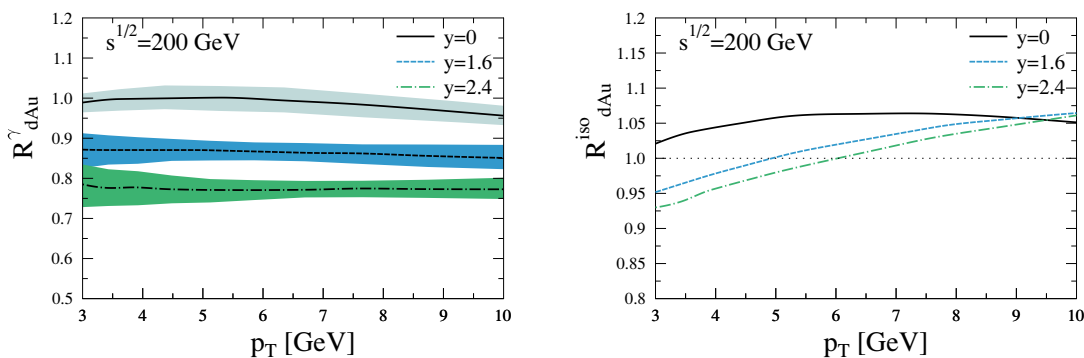 s^{1/2}=200 GeV
y=0
y=1.6
y=2.4
R^γ_dAu
1.2
1.1
1.0
0.9
0.8
0.7
0.6
0.5
3 4 5 6 7 8 9 10
p_T [GeV]
s^{1/2}=200 GeV
y=0
y=1.6
y=2.4
R^iso_dAu
1.2
1.15
1.1
1.05
1.0
0.95
0.9
0.85
0.8
3 4 5 6 7 8 9 10
p_T [GeV]